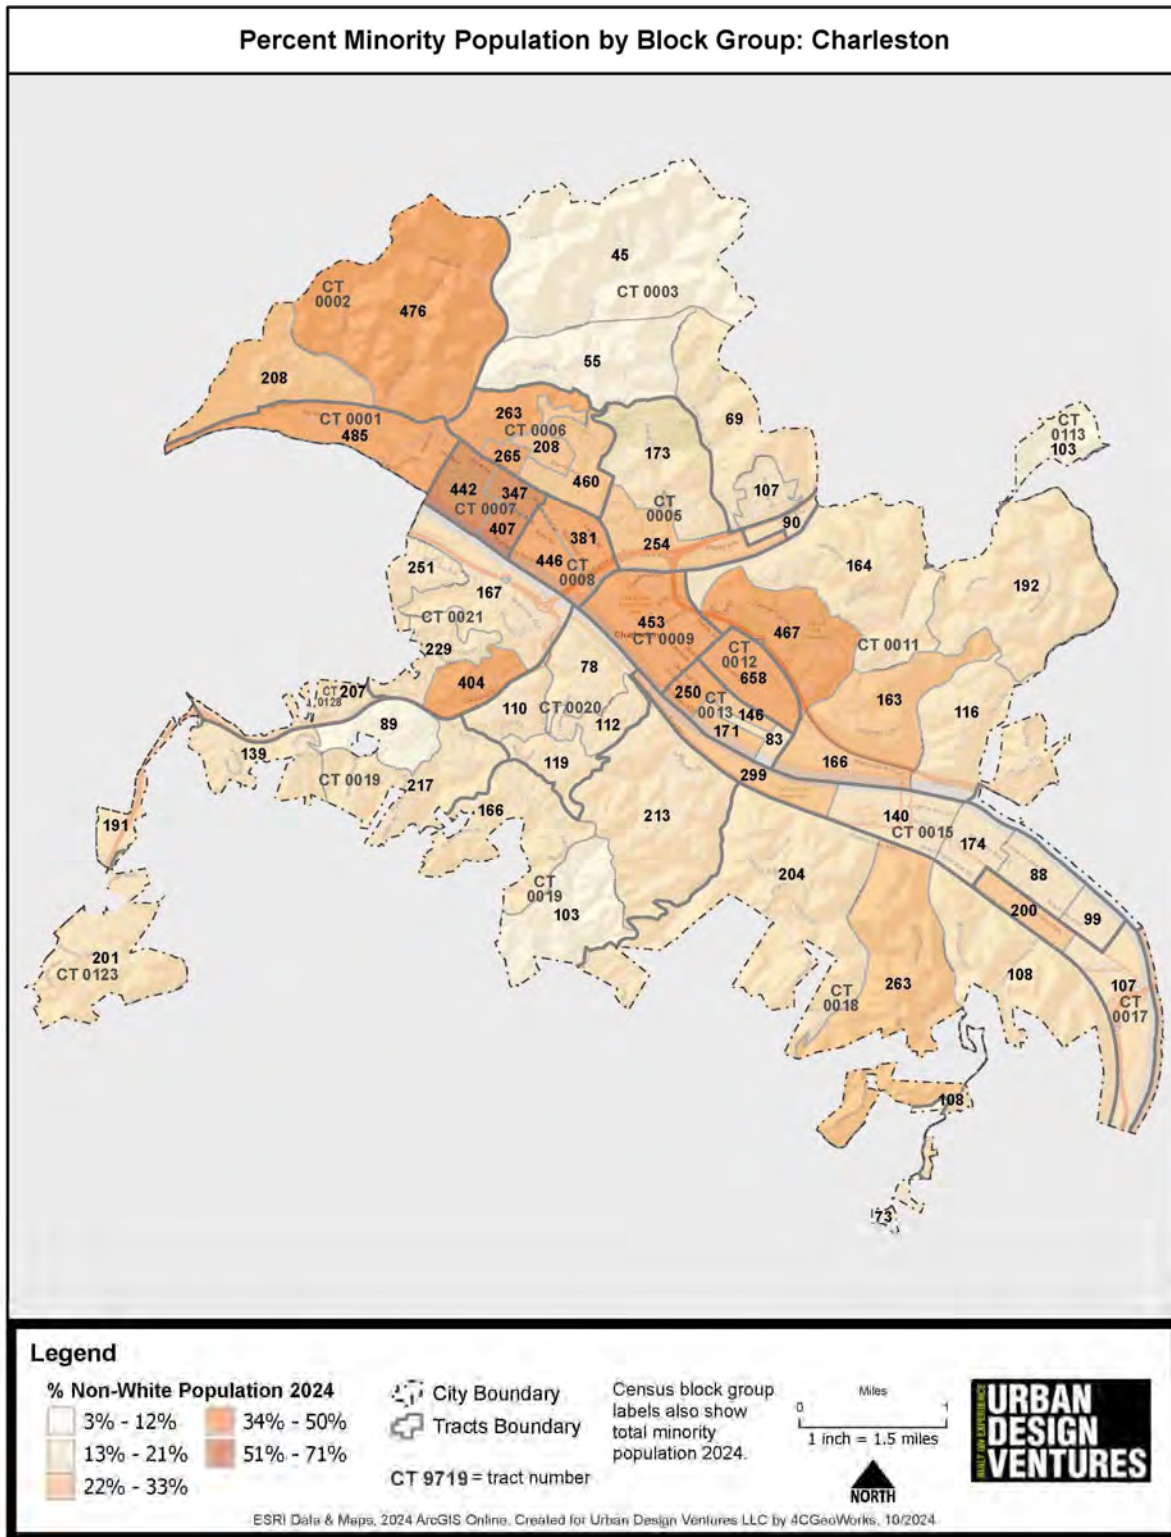 Percent Minority Population by Block Group: Charleston
45
CT
0002
CT 0003
476
55
208
CT 0001
485
263
CT 0006
208
265
460
69
173
CT
0113
103
442
347
CT 0007
407
107
CT
0005
90
381
254
446
CT
0008
164
251
167
192
CT 0021
453
CT 0009
467
CT 0011
229
CT
0012
658
78
404
207
CT
0128
250
CT
0013
146
163
110
CT 0020
112
116
89
171
83
139
119
166
299
CT 0019
217
166
213
140
CT 0015
191
174
204
88
CT
0019
103
200
99
201
CT 0123
108
107
CT
0017
CT
0018
263
108
73
Legend
% Non-White Population 2024
3% - 12%
13% - 21%
22% - 33%
34% - 50%
51% - 71%
City Boundary
Tracts Boundary
CT 9719 = tract number
Census block group
labels also show
total minority
population 2024.
Miles
0 1
1 inch = 1.5 miles
NORTH
BUILT ON EXPERIENCE
URBAN
DESIGN
VENTURES
ESRI Data & Maps, 2024 ArcGIS Online. Created for Urban Design Ventures LLC by 4CGeoWorks, 10/2024